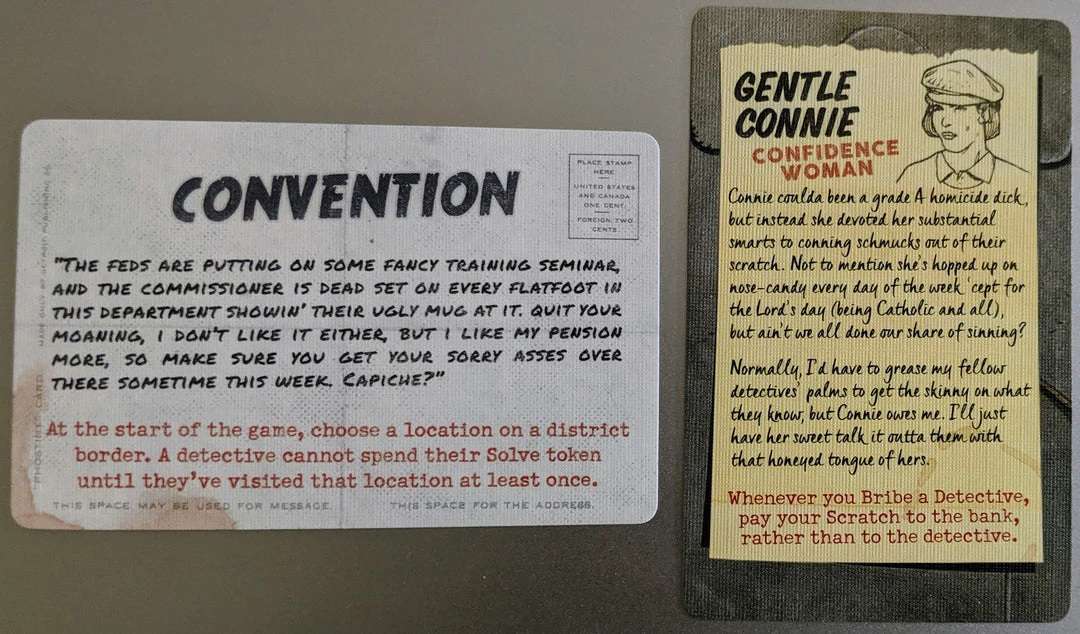 CONVENTION
PLACE STAMP
HERE
UNITED STATES
AND CANADA
ONE CENT.
FOREIGN, TWO
CENTS.
"THE FEDS ARE PUTTING ON SOME FANCY TRAINING SEMINAR,
AND THE COMMISSIONER IS DEAD SET ON EVERY FLATFOOT IN
THIS DEPARTMENT SHOWIN' THEIR UGLY MUG AT IT. QUIT YOUR
MOANING, I DON'T LIKE IT EITHER, BUT I LIKE MY PENSION
MORE, SO MAKE SURE YOU GET YOUR SORRY ASSES OVER
THERE SOMETIME THIS WEEK. CAPICHE?"
At the start of the game, choose a location on a district
border. A detective cannot spend their Solve token
until they've visited that location at least once.
THIS SPACE MAY BE USED FOR MESSAGE.
THIS SPACE FOR THE ADDRESS.
"PHOSTINT" CARD MADE ONLY BY DETROIT PUBLISHING
GENTLE
CONNIE
CONFIDENCE
WOMAN
Connie coulda been a grade A homicide dick,
but instead she devoted her substantial
smarts to conning schmucks out of their
scratch. Not to mention she's hopped up on
nose-candy every day of the week 'cept for
the Lord's day (being Catholic and all),
but ain't we all done our share of sinning?
Normally, I'd have to grease my fellow
detectives' palms to get the skinny on what
they know, but Connie owes me. I'll just
have her sweet talk it outta them with
that honeyed tongue of hers.
Whenever you Bribe a Detective,
pay your Scratch to the bank,
rather than to the detective.